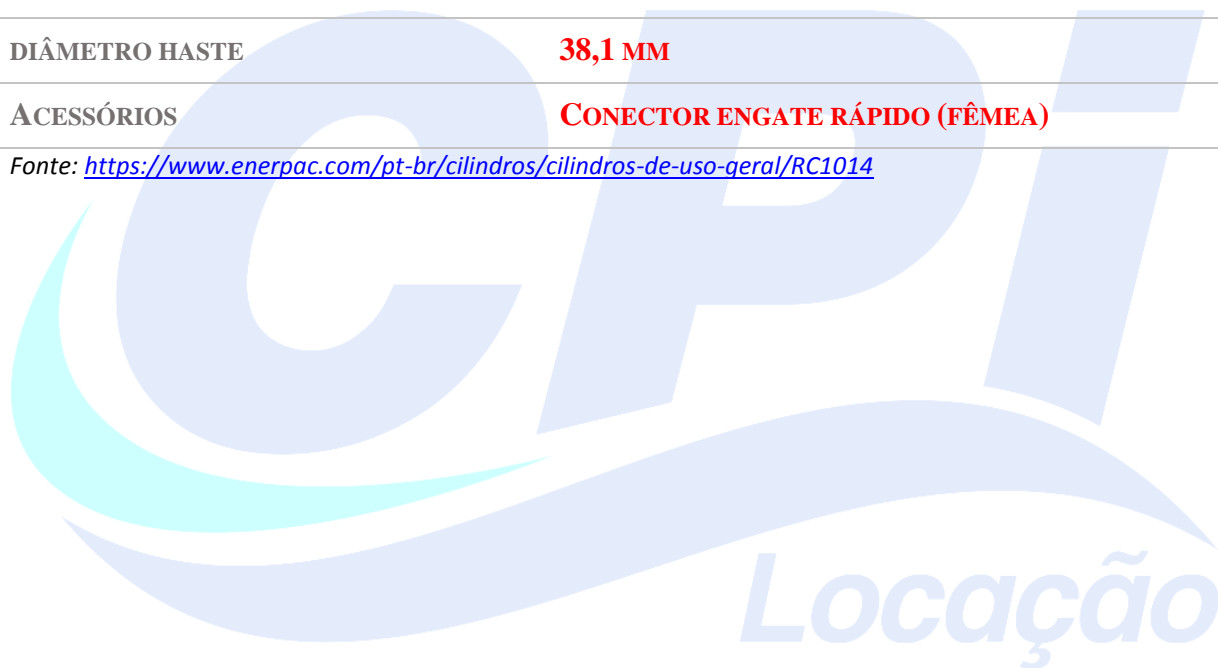 DIÂMETRO HASTE 38,1 MM
ACESSÓRIOS CONECTOR ENGATE RÁPIDO (FÊMEA)
Fonte: https://www.enerpac.com/pt-br/cilindros/cilindros-de-uso-geral/RC1014
CPi
Locação